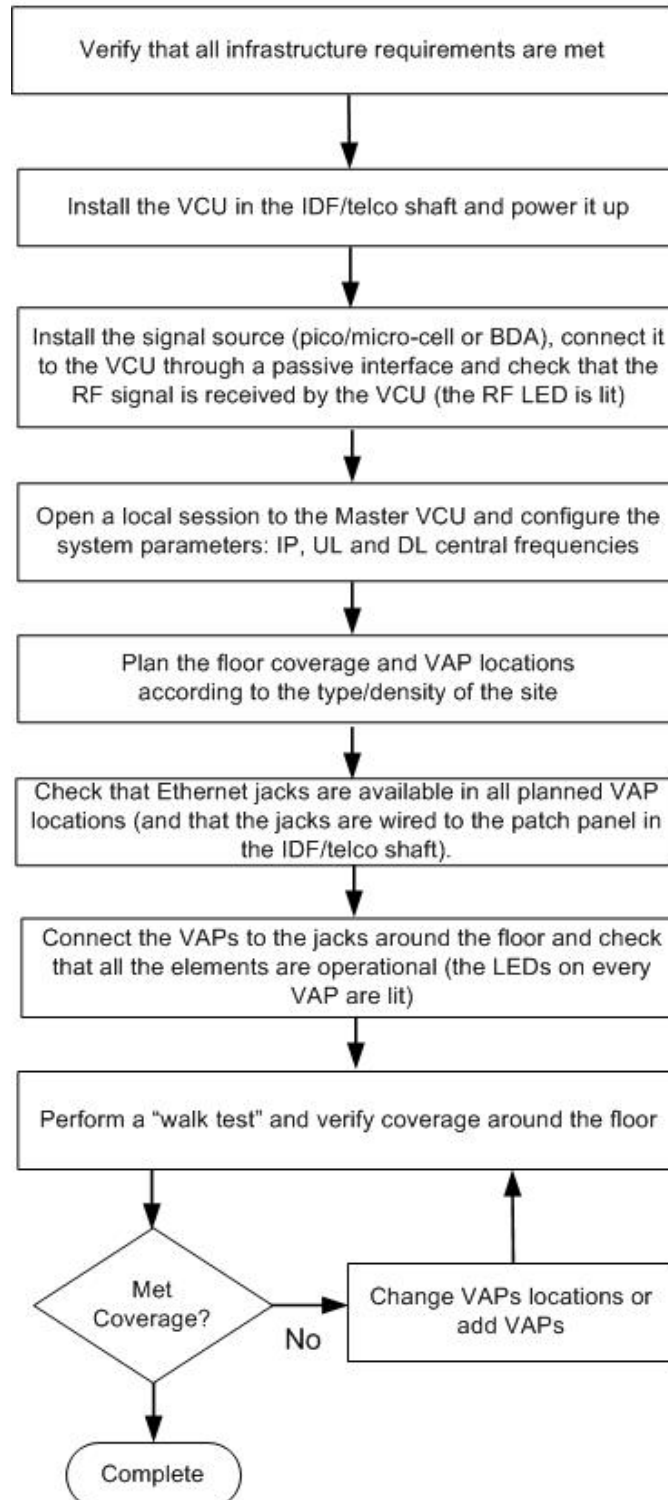 Verify that all infrastructure requirements are met
Install the VCU in the IDF/telco shaft and power it up
Install the signal source (pico/micro-cell or BDA), connect it
to the VCU through a passive interface and check that the
RF signal is received by the VCU (the RF LED is lit)
Open a local session to the Master VCU and configure the
system parameters: IP, UL and DL central frequencies
Plan the floor coverage and VAP locations
according to the type/density of the site
Check that Ethernet jacks are available in all planned VAP
locations (and that the jacks are wired to the patch panel in
the IDF/telco shaft).
Connect the VAPs to the jacks around the floor and check
that all the elements are operational (the LEDs on every
VAP are lit)
Perform a “walk test” and verify coverage around the floor
Met
Coverage?
No
Change VAPs locations or
add VAPs
Complete